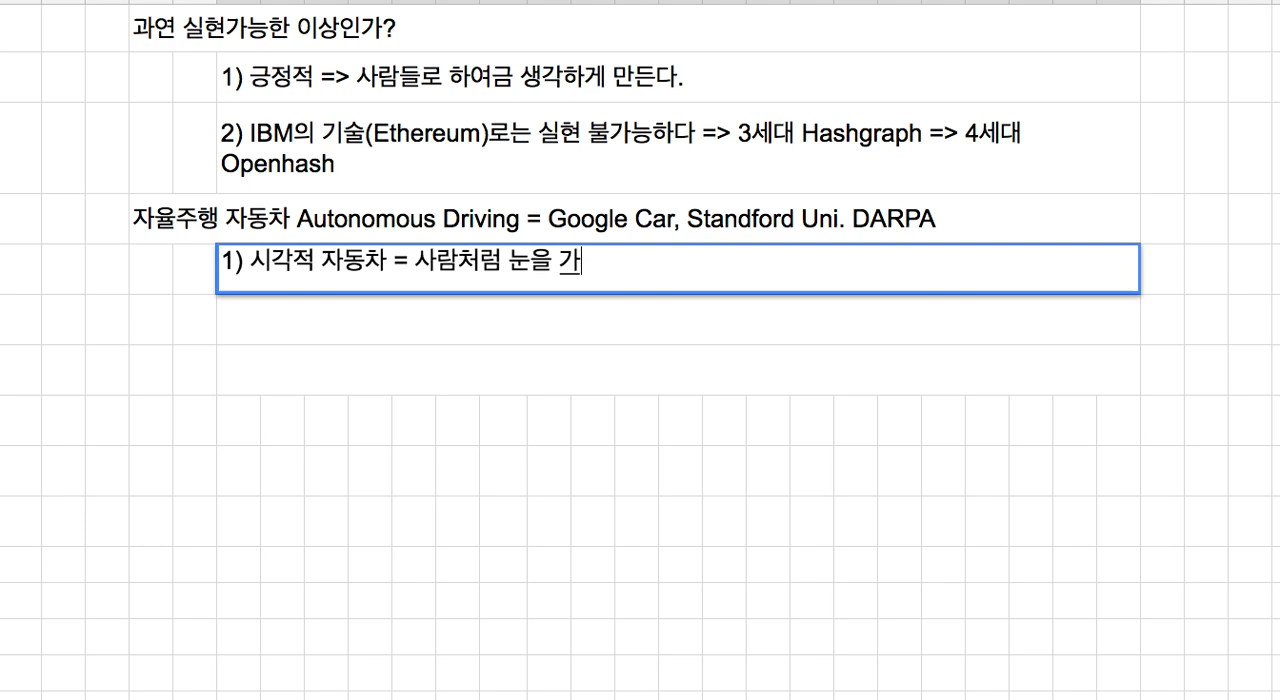 과연 실현가능한 이상인가?
1) 긍정적 => 사람들로 하여금 생각하게 만든다.
2) IBM의 기술(Ethereum)로는 실현 불가능하다 => 3세대 Hashgraph => 4세대
Openhash
자율주행 자동차 Autonomous Driving = Google Car, Standford Uni. DARPA
1) 시각적 자동차 = 사람처럼 눈을 가